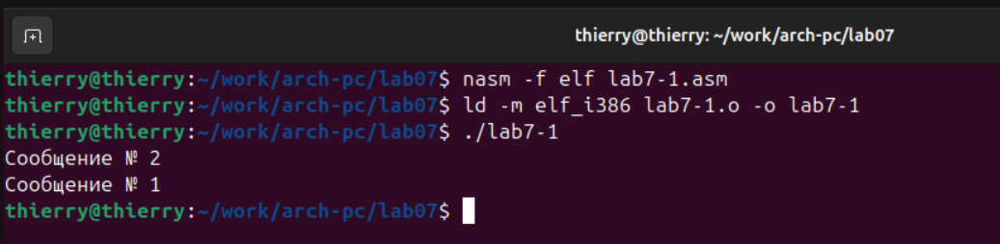 thierry@thierry: ~/work/arch-pc/lab07
thierry@thierry:~/work/arch-pc/lab07$ nasm -f elf lab7-1.asm
thierry@thierry:~/work/arch-pc/lab07$ ld -m elf_i386 lab7-1.o -o lab7-1
thierry@thierry:~/work/arch-pc/lab07$ ./lab7-1
Сообщение № 2
Сообщение № 1
thierry@thierry:~/work/arch-pc/lab07$